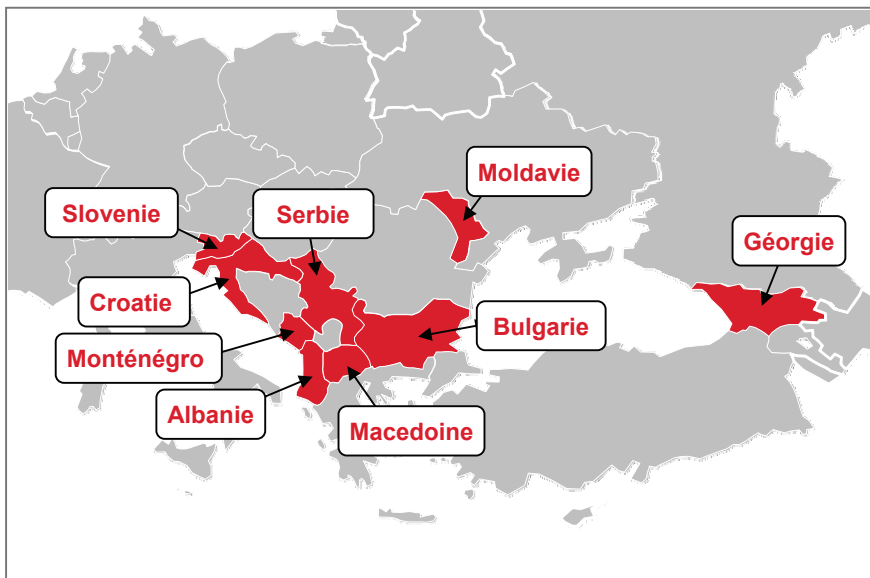 Moldavie
Slovenie
Serbie
Géorgie
Croatie
Bulgarie
Monténégro
Albanie
Macedoine